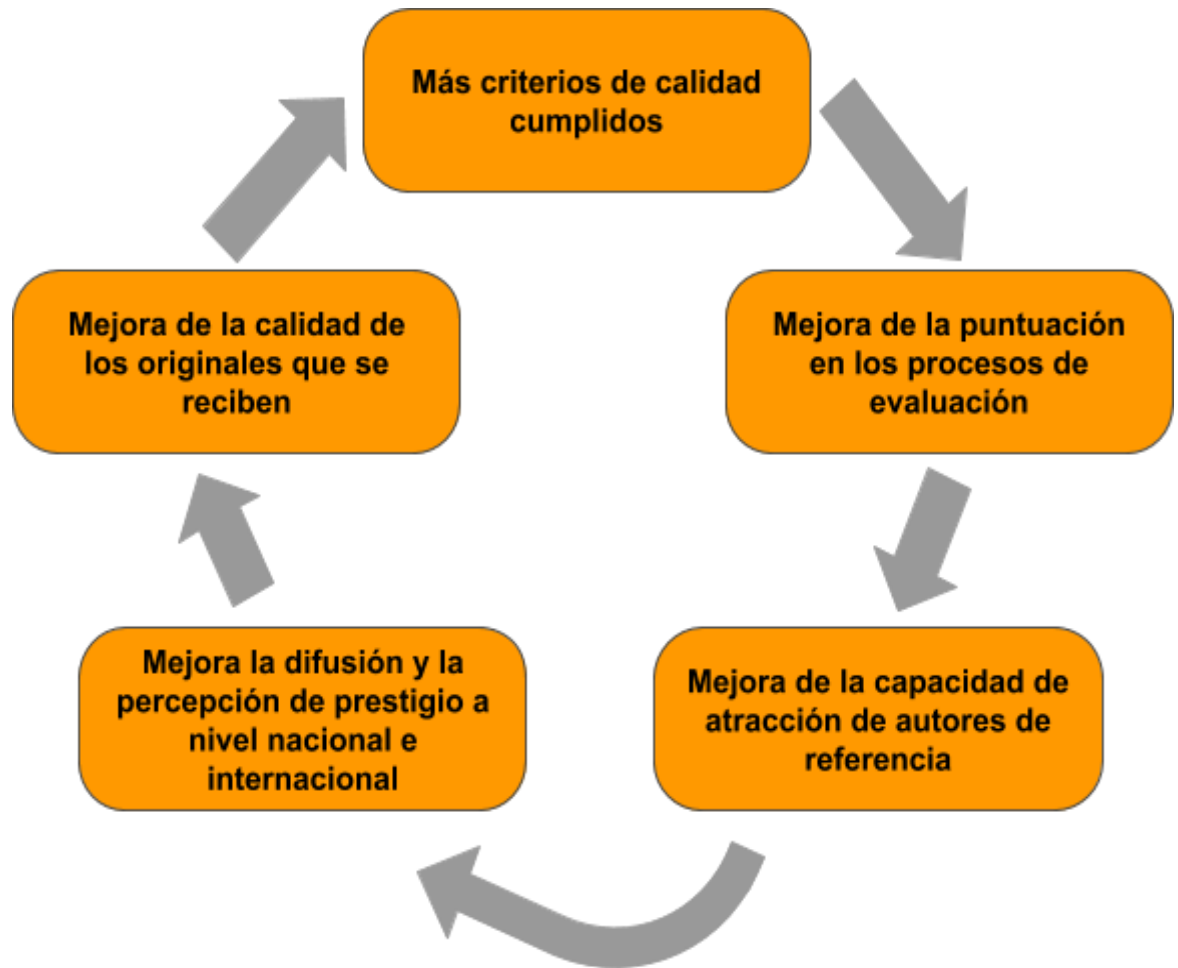 Más criterios de calidad
cumplidos
Mejora de la puntuación
en los procesos de
evaluación
Mejora de la capacidad de
atracción de autores de
referencia
Mejora la difusión y la
percepción de prestigio a
nivel nacional e
internacional
Mejora de la calidad de
los originales que se
reciben